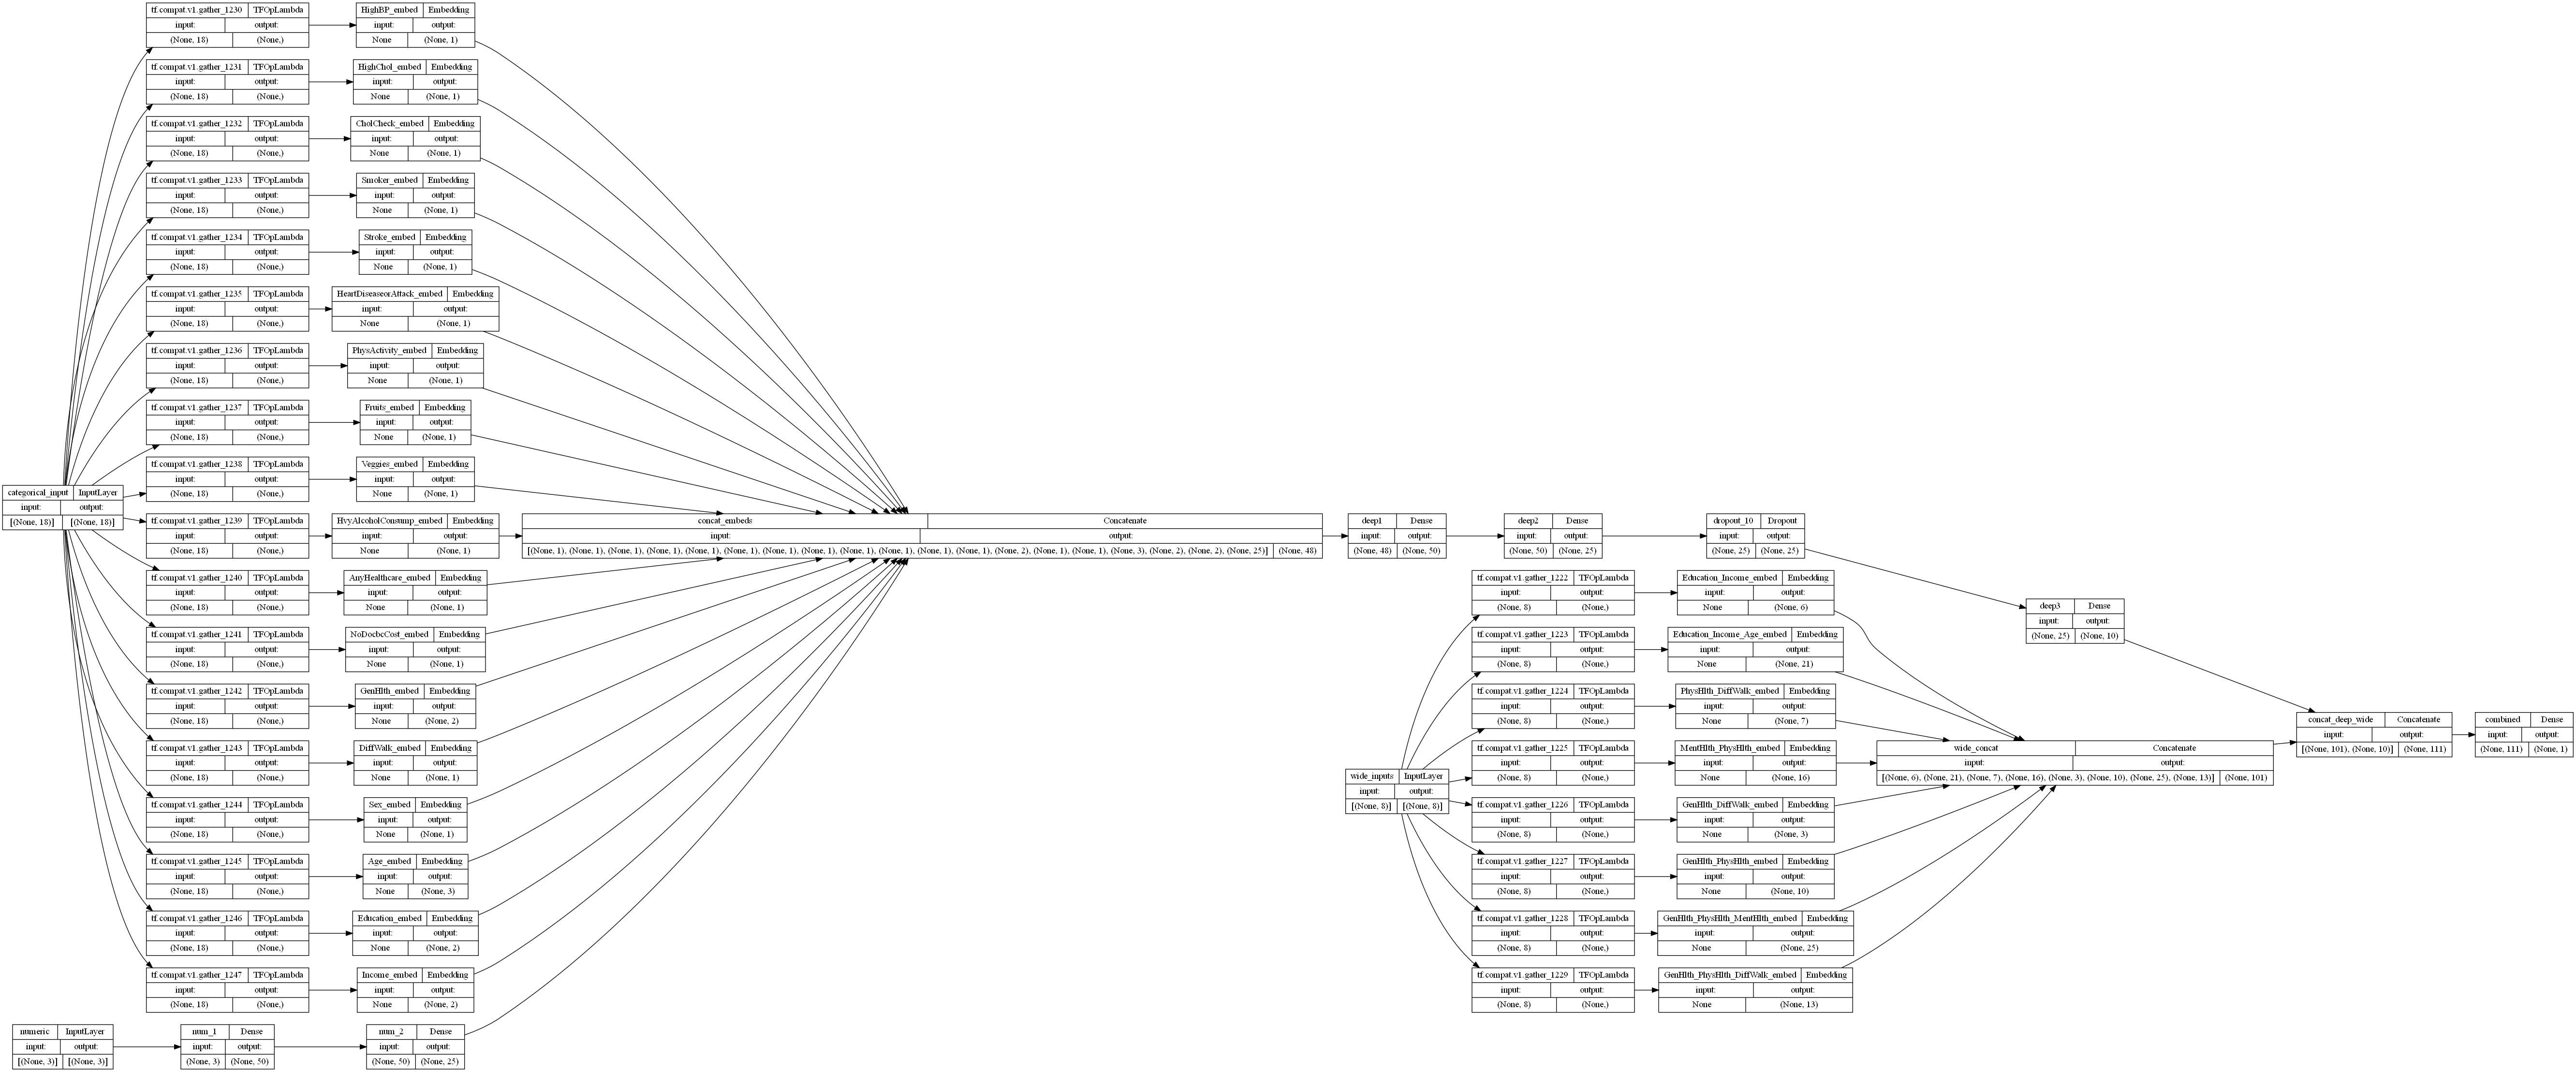 tf.compat.v1.gather_1230 TFOpLambda
input: output:
(None, 18) (None,)
HighBP_embed Embedding
input: output:
None (None, 1)
tf.compat.v1.gather_1231 TFOpLambda
input: output:
(None, 18) (None,)
HighChol_embed Embedding
input: output:
None (None, 1)
tf.compat.v1.gather_1232 TFOpLambda
input: output:
(None, 18) (None,)
CholCheck_embed Embedding
input: output:
None (None, 1)
tf.compat.v1.gather_1233 TFOpLambda
input: output:
(None, 18) (None,)
Smoker_embed Embedding
input: output:
None (None, 1)
tf.compat.v1.gather_1234 TFOpLambda
input: output:
(None, 18) (None,)
Stroke_embed Embedding
input: output:
None (None, 1)
tf.compat.v1.gather_1235 TFOpLambda
input: output:
(None, 18) (None,)
HeartDiseaseorAttack_embed Embedding
input: output:
None (None, 1)
tf.compat.v1.gather_1236 TFOpLambda
input: output:
(None, 18) (None,)
PhysActivity_embed Embedding
input: output:
None (None, 1)
tf.compat.v1.gather_1237 TFOpLambda
input: output:
(None, 18) (None,)
Fruits_embed Embedding
input: output:
None (None, 1)
tf.compat.v1.gather_1238 TFOpLambda
input: output:
(None, 18) (None,)
Veggies_embed Embedding
input: output:
None (None, 1)
categorical_input InputLayer
input: output:
[(None, 18)] [(None, 18)]
tf.compat.v1.gather_1239 TFOpLambda
input: output:
(None, 18) (None,)
HvyAlcoholConsump_embed Embedding
input: output:
None (None, 1)
concat_embeds Concatenate
input: output:
[(None, 1), (None, 1), (None, 1), (None, 1), (None, 1), (None, 1), (None, 1), (None, 1), (None, 1), (None, 1), (None, 1), (None, 1), (None, 2), (None, 1), (None, 1), (None, 3), (None, 2), (None, 2), (None, 25)] (None, 48)
deep1 Dense
input: output:
(None, 48) (None, 50)
deep2 Dense
input: output:
(None, 50) (None, 25)
dropout_10 Dropout
input: output:
(None, 25) (None, 25)
tf.compat.v1.gather_1240 TFOpLambda
input: output:
(None, 18) (None,)
AnyHealthcare_embed Embedding
input: output:
None (None, 1)
tf.compat.v1.gather_1222 TFOpLambda
input: output:
(None, 8) (None,)
Education_Income_embed Embedding
input: output:
None (None, 6)
deep3 Dense
input: output:
(None, 25) (None, 10)
tf.compat.v1.gather_1241 TFOpLambda
input: output:
(None, 18) (None,)
NoDocbcCost_embed Embedding
input: output:
None (None, 1)
tf.compat.v1.gather_1223 TFOpLambda
input: output:
(None, 8) (None,)
Education_Income_Age_embed Embedding
input: output:
None (None, 21)
tf.compat.v1.gather_1242 TFOpLambda
input: output:
(None, 18) (None,)
GenHlth_embed Embedding
input: output:
None (None, 2)
tf.compat.v1.gather_1224 TFOpLambda
input: output:
(None, 8) (None,)
PhysHlth_DiffWalk_embed Embedding
input: output:
None (None, 7)
concat_deep_wide Concatenate
input: output:
[(None, 101), (None, 10)] (None, 111)
combined Dense
input: output:
(None, 111) (None, 1)
tf.compat.v1.gather_1243 TFOpLambda
input: output:
(None, 18) (None,)
DiffWalk_embed Embedding
input: output:
None (None, 1)
wide_inputs InputLayer
input: output:
[(None, 8)] [(None, 8)]
tf.compat.v1.gather_1225 TFOpLambda
input: output:
(None, 8) (None,)
MentHlth_PhysHlth_embed Embedding
input: output:
None (None, 16)
wide_concat Concatenate
input: output:
[(None, 6), (None, 21), (None, 7), (None, 16), (None, 3), (None, 10), (None, 25), (None, 13)] (None, 101)
tf.compat.v1.gather_1244 TFOpLambda
input: output:
(None, 18) (None,)
Sex_embed Embedding
input: output:
None (None, 1)
tf.compat.v1.gather_1226 TFOpLambda
input: output:
(None, 8) (None,)
GenHlth_DiffWalk_embed Embedding
input: output:
None (None, 3)
tf.compat.v1.gather_1245 TFOpLambda
input: output:
(None, 18) (None,)
Age_embed Embedding
input: output:
None (None, 3)
tf.compat.v1.gather_1227 TFOpLambda
input: output:
(None, 8) (None,)
GenHlth_PhysHlth_embed Embedding
input: output:
None (None, 10)
tf.compat.v1.gather_1246 TFOpLambda
input: output:
(None, 18) (None,)
Education_embed Embedding
input: output:
None (None, 2)
tf.compat.v1.gather_1228 TFOpLambda
input: output:
(None, 8) (None,)
GenHlth_PhysHlth_MentHlth_embed Embedding
input: output:
None (None, 25)
tf.compat.v1.gather_1247 TFOpLambda
input: output:
(None, 18) (None,)
Income_embed Embedding
input: output:
None (None, 2)
tf.compat.v1.gather_1229 TFOpLambda
input: output:
(None, 8) (None,)
GenHlth_PhysHlth_DiffWalk_embed Embedding
input: output:
None (None, 13)
numeric InputLayer
input: output:
[(None, 3)] [(None, 3)]
num_1 Dense
input: output:
(None, 3) (None, 50)
num_2 Dense
input: output:
(None, 50) (None, 25)